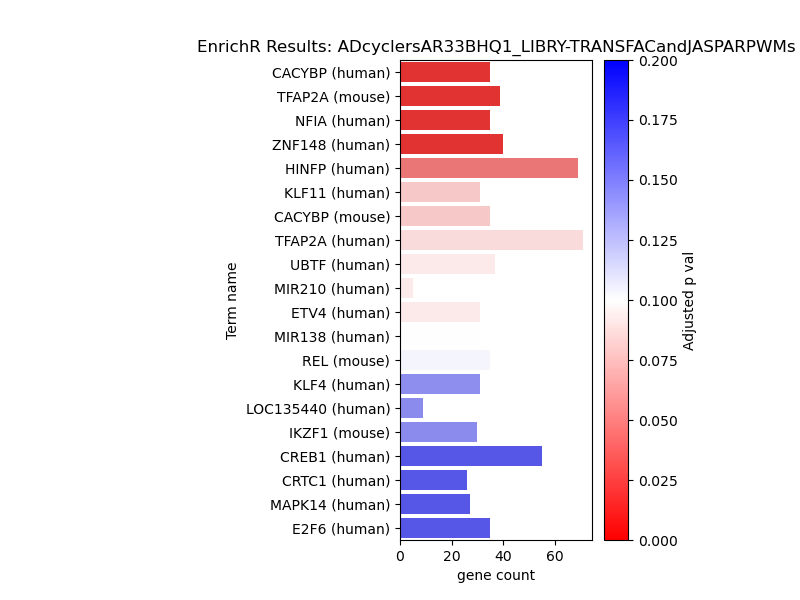 EnrichR Results: ADcyclersAR33BHQ1_LIBRY-TRANSFACandJASPARPWMs
CACYBP (human)
TFAP2A (mouse)
NFIA (human)
ZNF148 (human)
HINFP (human)
KLF11 (human)
CACYBP (mouse)
TFAP2A (human)
UBTF (human)
MIR210 (human)
ETV4 (human)
MIR138 (human)
REL (mouse)
KLF4 (human)
LOC135440 (human)
IKZF1 (mouse)
CREB1 (human)
CRTC1 (human)
MAPK14 (human)
E2F6 (human)
Term name
0 20 40 60
gene count
0.200
0.175
0.150
0.125
0.100
0.075
0.050
0.025
0.000
Adjusted p val